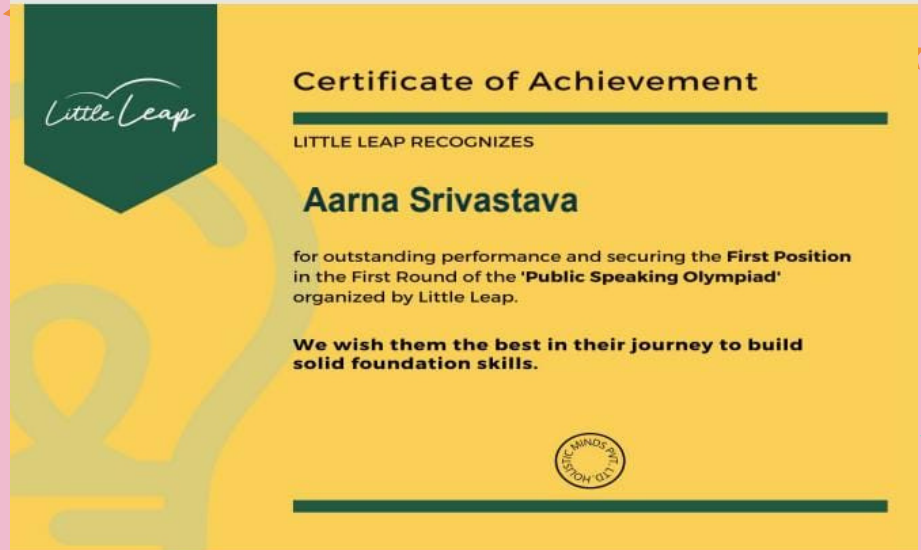 Little Leap
Certificate of Achievement
LITTLE LEAP RECOGNIZES
Aarna Srivastava
for outstanding performance and securing the First Position
in the First Round of the 'Public Speaking Olympiad'
organized by Little Leap.
We wish them the best in their journey to build
solid foundation skills.
HOLISTIC MINDS PVT. LTD.